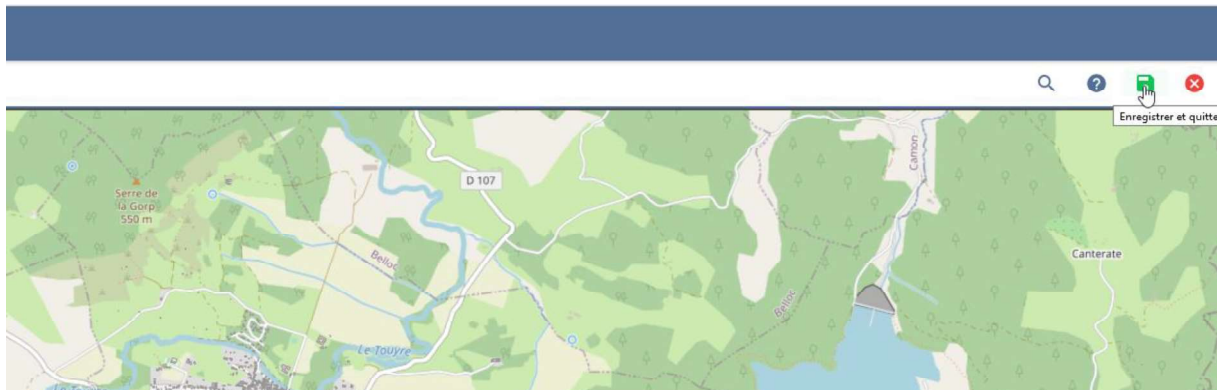 Enregistrer et quitte
Camon
D 107
Serre de
la Gorp
550 m
Belloc
Canterate
Belloc
Le Touyre